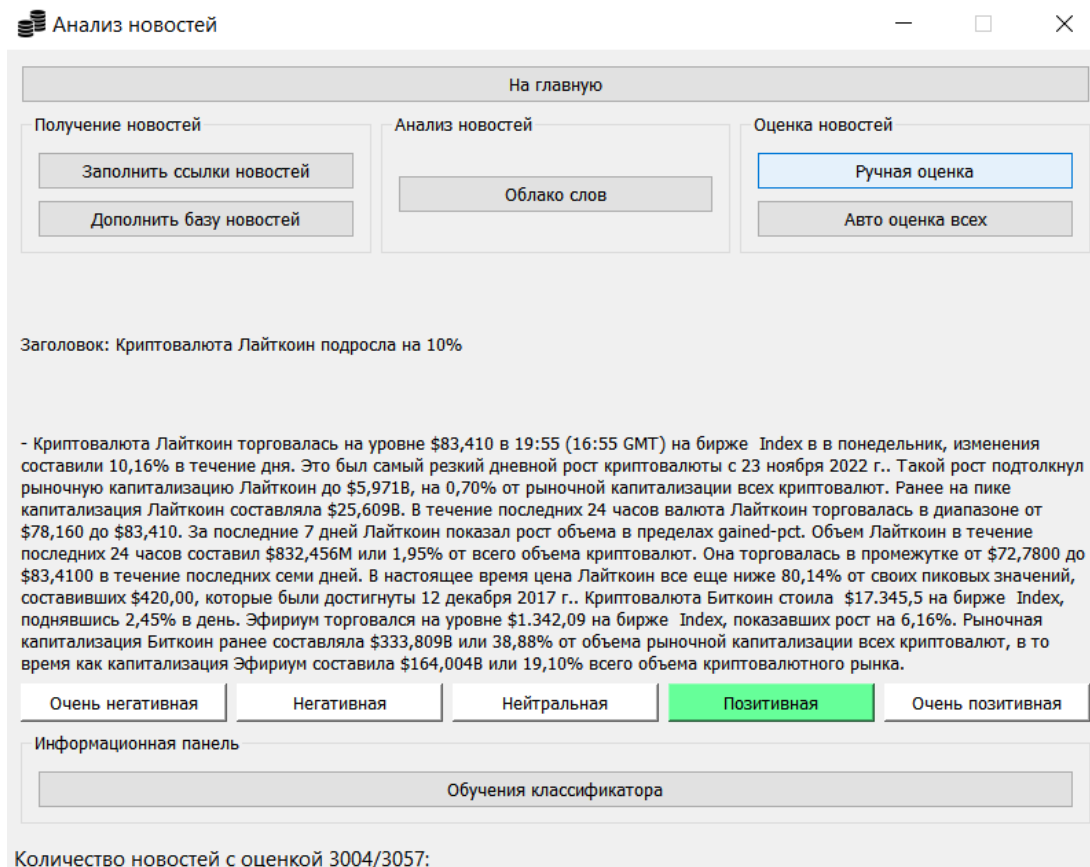 Анализ новостей
На главную
Получение новостей
Анализ новостей
Оценка новостей
Заполнить ссылки новостей
Облако слов
Ручная оценка
Дополнить базу новостей
Авто оценка всех
Заголовок: Криптовалюта Лайткоин подросла на 10%
- Криптовалюта Лайткоин торговалась на уровне $83,410 в 19:55 (16:55 GMT) на бирже  Index в в понедельник, изменения
составили 10,16% в течение дня. Это был самый резкий дневной рост криптовалюты с 23 ноября 2022 г.. Такой рост подтолкнул
рыночную капитализацию Лайткоин до $5,971B, на 0,70% от рыночной капитализации всех криптовалют. Ранее на пике
капитализация Лайткоин составляла $25,609B. В течение последних 24 часов валюта Лайткоин торговалась в диапазоне от
$78,160 до $83,410. За последние 7 дней Лайткоин показал рост объема в пределах gained-pct. Объем Лайткоин в течение
последних 24 часов составил $832,456M или 1,95% от всего объема криптовалют. Она торговалась в промежутке от $72,7800 до
$83,4100 в течение последних семи дней. В настоящее время цена Лайткоин все еще ниже 80,14% от своих пиковых значений,
составивших $420,00, которые были достигнуты 12 декабря 2017 г.. Криптовалюта Биткоин стоила  $17.345,5 на бирже  Index,
поднявшись 2,45% в день. Эфириум торговался на уровне $1.342,09 на бирже  Index, показавших рост на 6,16%. Рыночная
капитализация Биткоин ранее составляла $333,809B или 38,88% от объема рыночной капитализации всех криптовалют, в то
время как капитализация Эфириум составила $164,004B или 19,10% всего объема криптовалютного рынка.
Очень негативная
Негативная
Нейтральная
Позитивная
Очень позитивная
Информационная панель
Обучения классификатора
Количество новостей с оценкой 3004/3057: